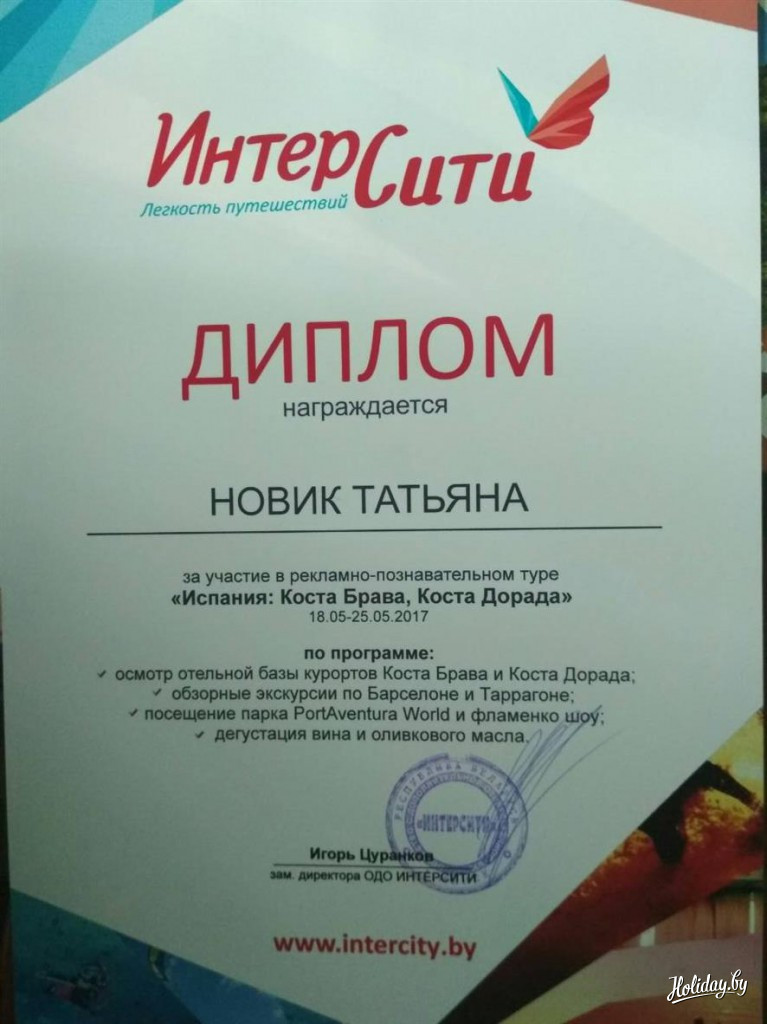 ИнтерСити
Легкость путешествий
ДИПЛОМ
награждается
НОВИК ТАТЬЯНА
за участие в рекламно-познавательном туре
«Испания: Коста Брава, Коста Дорада»
18.05-25.05.2017
по программе:
✓ осмотр отельной базы курортов Коста Брава и Коста Дорада;
✓ обзорные экскурсии по Барселоне и Таррагоне;
✓ посещение парка PortAventura World и фламенко шоу;
✓ дегустация вина и оливкового масла.
РЕСПУБЛИКА БЕЛАРУСЬ
«ИНТЕРСИТИ»
Игорь Цуранков
зам. директора ОДО ИНТЕРСИТИ
www.intercity.by
Holiday.by